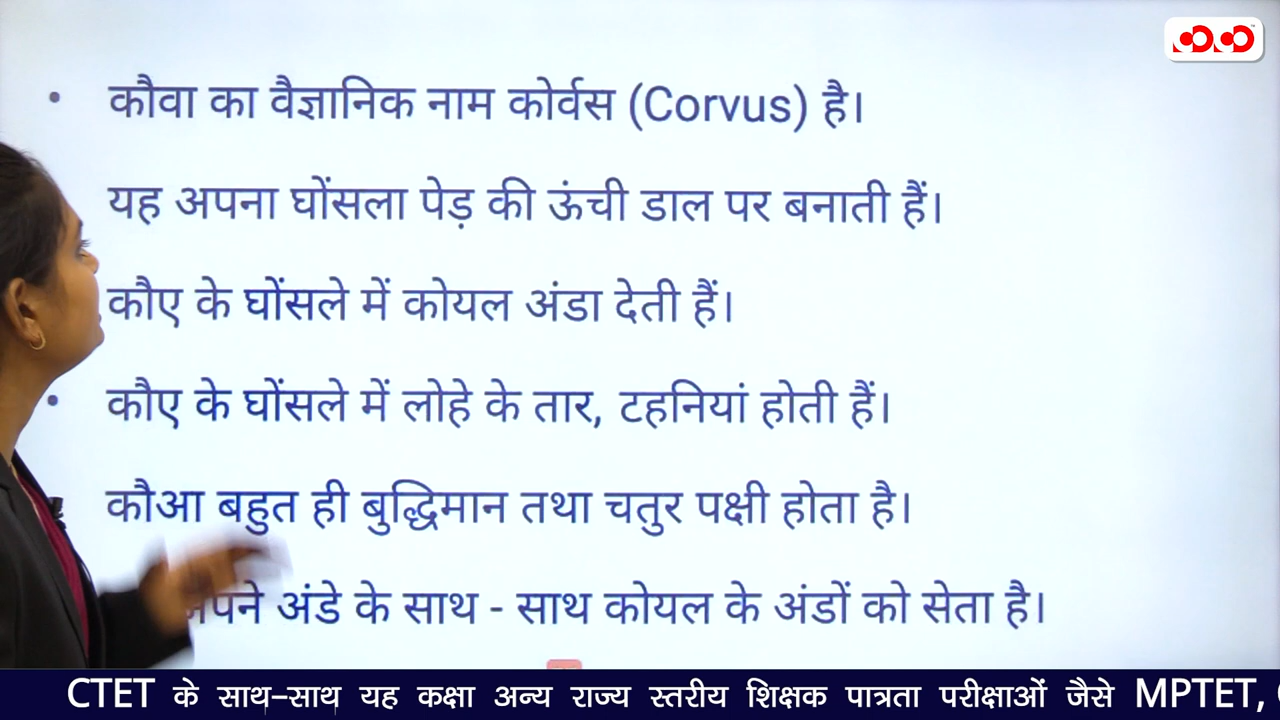 कौवा का वैज्ञानिक नाम कोर्वस (Corvus) है।
यह अपना घोंसला पेड़ की ऊंची डाल पर बनाती हैं।
कौए के घोंसले में कोयल अंडा देती हैं।
कौए के घोंसले में लोहे के तार, टहनियां होती हैं।
कौआ बहुत ही बुद्धिमान तथा चतुर पक्षी होता है।
अंडे के साथ - साथ कोयल के अंडों को सेता है।
CTET के साथ-साथ यह कक्षा अन्य राज्य स्तरीय शिक्षक पात्रता परीक्षाओं जैसे MPTET,